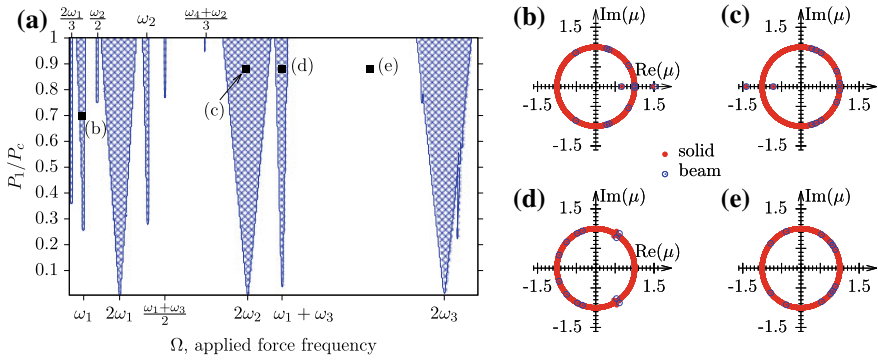 (a)
2ω₁/3 ω₂/2 ω₂ (ω₄+ω₂)/3
1
0.9
0.8
0.7
0.6
0.5
0.4
0.3
0.2
0.1
P₁/P_c
(b)
(c)
(d)
(e)
ω₁ 2ω₁ (ω₁+ω₃)/2 2ω₂ ω₁ + ω₃ 2ω₃
Ω, applied force frequency
(b)
Im(μ)
1.5
Re(μ)
-1.5
1.5
-1.5
(c)
Im(μ)
1.5
-1.5
1.5
-1.5
solid
beam
(d)
Im(μ)
1.5
Re(μ)
-1.5
1.5
-1.5
(e)
Im(μ)
1.5
-1.5
1.5
-1.5